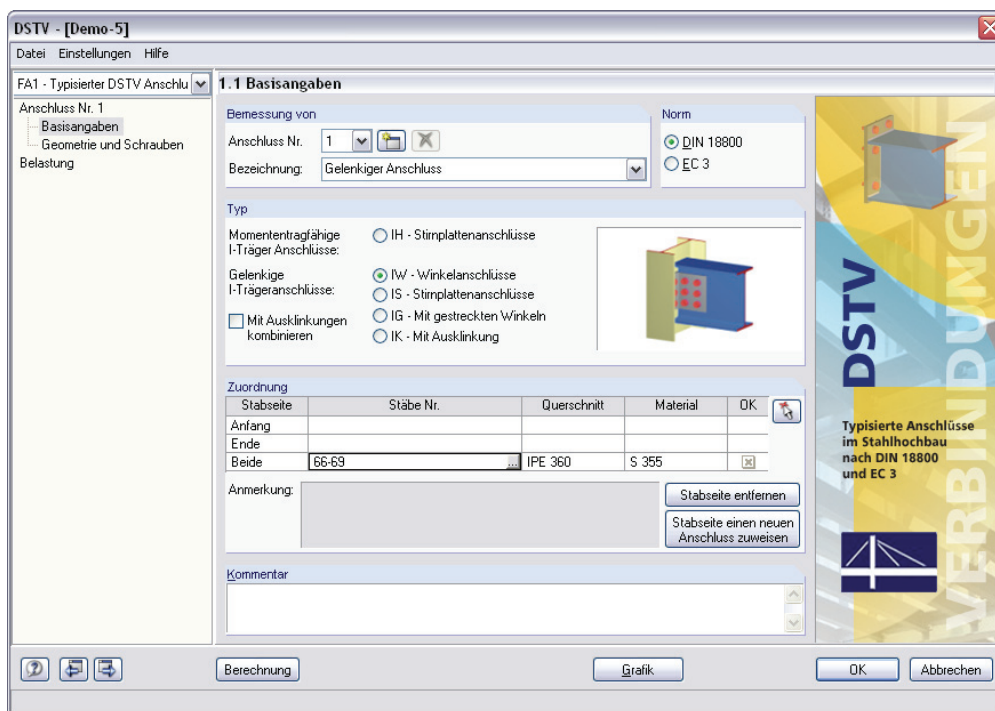 DSTV - [Demo-5]
Datei Einstellungen Hilfe
FA1 - Typisierter DSTV Anschlu
Anschluss Nr. 1
Basisangaben
Geometrie und Schrauben
Belastung
1.1 Basisangaben
Bemessung von
Anschluss Nr. 1
Bezeichnung: Gelenkiger Anschluss
Norm
DIN 18800
EC 3
Typ
Momententragfähige
I-Träger Anschlüsse:
IH - Stirnplattenanschlüsse
Gelenkige
I-Trägeranschlüsse:
IW - Winkelanschlüsse
IS - Stirnplattenanschlüsse
IG - Mit gestreckten Winkeln
IK - Mit Ausklinkung
Mit Ausklinkungen
kombinieren
Zuordnung
Stabseite Stäbe Nr. Querschnitt Material OK
Anfang
Ende
Beide 66-69 ... IPE 360 S 355
Anmerkung:
Stabseite entfernen
Stabseite einen neuen
Anschluss zuweisen
Kommentar
DSTV
VERBINDUNGEN
Typisierte Anschlüsse
im Stahlhochbau
nach DIN 18800
und EC 3
Berechnung Grafik OK Abbrechen